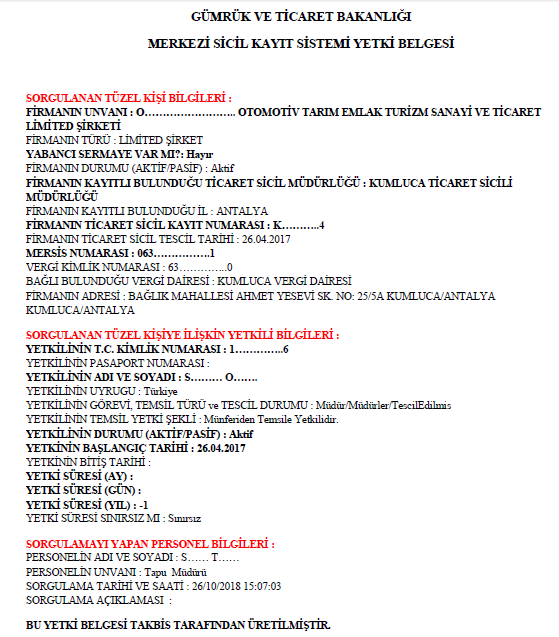 GÜMRÜK VE TİCARET BAKANLIĞI
MERKEZİ SİCİL KAYIT SİSTEMİ YETKİ BELGESİ
SORGULANAN TÜZEL KİŞİ BİLGİLERİ :
FİRMANIN UNVANI : O…………………….. OTOMOTİV TARIM EMLAK TURİZM SANAYİ VE TİCARET
LİMİTED ŞİRKETİ
FİRMANIN TÜRÜ : LİMİTED ŞİRKET
YABANCI SERMAYE VAR MI?: Hayır
FİRMANIN DURUMU (AKTİF/PASİF) : Aktif
FİRMANIN KAYITLI BULUNDUĞU TİCARET SİCİL MÜDÜRLÜĞÜ : KUMLUCA TİCARET SİCİLİ
MÜDÜRLÜĞÜ
FİRMANIN KAYITLI BULUNDUĞU İL : ANTALYA
FİRMANIN TİCARET SİCİL KAYIT NUMARASI : K……….4
FİRMANIN TİCARET SİCİL TESCİL TARİHİ : 26.04.2017
MERSİS NUMARASI : 063…………….1
VERGİ KİMLİK NUMARASI : 63…………..0
BAĞLI BULUNDUĞU VERGİ DAİRESİ : KUMLUCA VERGİ DAİRESİ
FİRMANIN ADRESİ : BAĞLIK MAHALLESİ AHMET YESEVİ SK. NO: 25/5A KUMLUCA/ANTALYA
KUMLUCA/ANTALYA
SORGULANAN TÜZEL KİŞİYE İLİŞKİN YETKİLİ BİLGİLERİ :
YETKİLİNİN T.C. KİMLİK NUMARASI : 1…………..6
YETKİLİNİN PASAPORT NUMARASI :
YETKİLİNİN ADI VE SOYADI : S……… O…….
YETKİLİNİN UYRUGU : Türkiye
YETKİLİNİN GÖREVİ, TEMSİL TÜRÜ ve TESCİL DURUMU : Müdür/Müdürler/TescilEdilmis
YETKİLİNİN TEMSİL YETKİ ŞEKLİ : Münferiden Temsile Yetkilidir.
YETKİLİNİN DURUMU (AKTİF/PASİF) : Aktif
YETKİNİN BAŞLANGIÇ TARİHİ : 26.04.2017
YETKİNİN BİTİŞ TARİHİ :
YETKİ SÜRESİ (AY) :
YETKİ SÜRESİ (GÜN) :
YETKİ SÜRESİ (YIL) : -1
YETKİ SÜRESİ SINIRSIZ MI : Sınırsız
SORGULAMAYI YAPAN PERSONEL BİLGİLERİ :
PERSONELİN ADI VE SOYADI : S…… T……
PERSONELİN UNVANI : Tapu Müdürü
SORGULAMA TARİHİ VE SAATİ : 26/10/2018 15:07:03
SORGULAMA AÇIKLAMASI :
BU YETKİ BELGESİ TAKBİS TARAFINDAN ÜRETİLMİŞTİR.